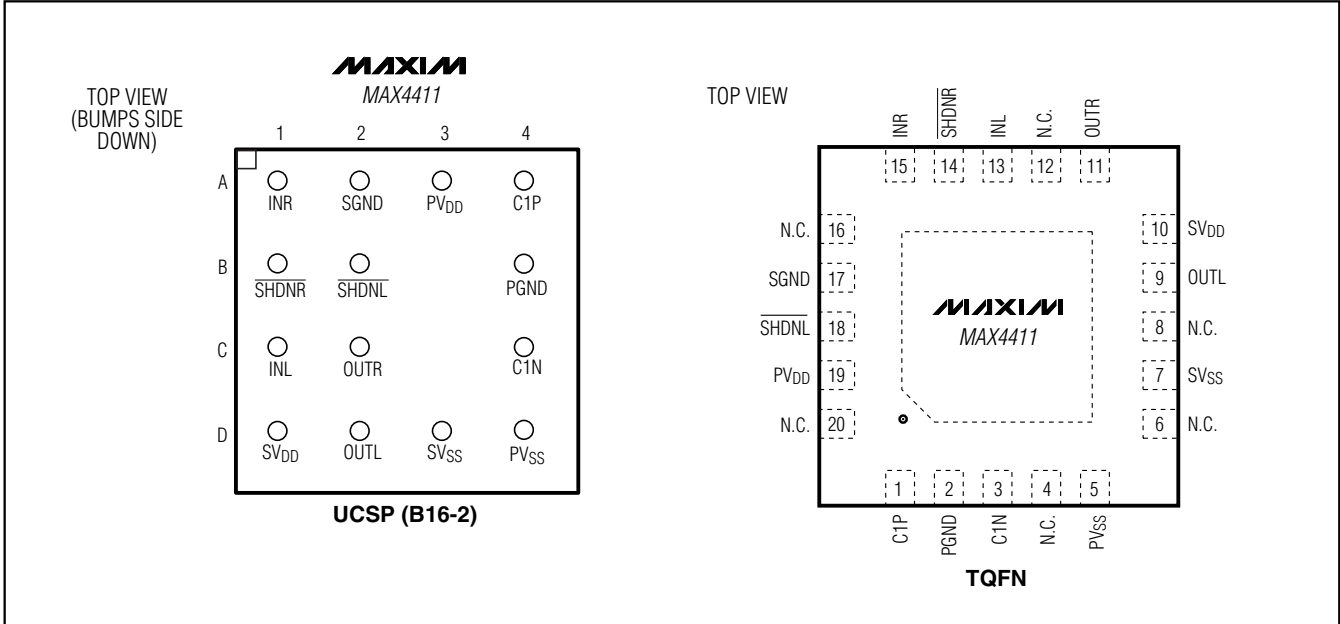 MAXIM
MAX4411
TOP VIEW
(BUMPS SIDE
DOWN)
1 2 3 4
A
INR SGND PVDD C1P
B
SHDNR SHDNL PGND
C
INL OUTR C1N
D
SVDD OUTL SVSS PVSS
UCSP (B16-2)
TOP VIEW
INR SHDNR INL N.C. OUTR
15 14 13 12 11
N.C. 16 10 SVDD
SGND 17 9 OUTL
MAXIM
SHDNL 18 8 N.C.
MAX4411
PVDD 19 7 SVSS
N.C. 20 6 N.C.
1 2 3 4 5
C1P PGND C1N N.C. PVSS
TQFN